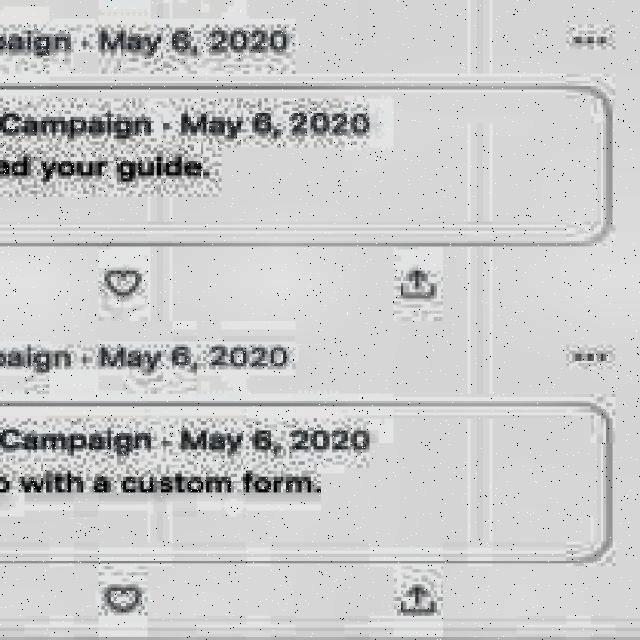 paign · May 6, 2020
Campaign · May 6, 2020
ed your guide.
paign · May 6, 2020
Campaign · May 6, 2020
o with a custom form.